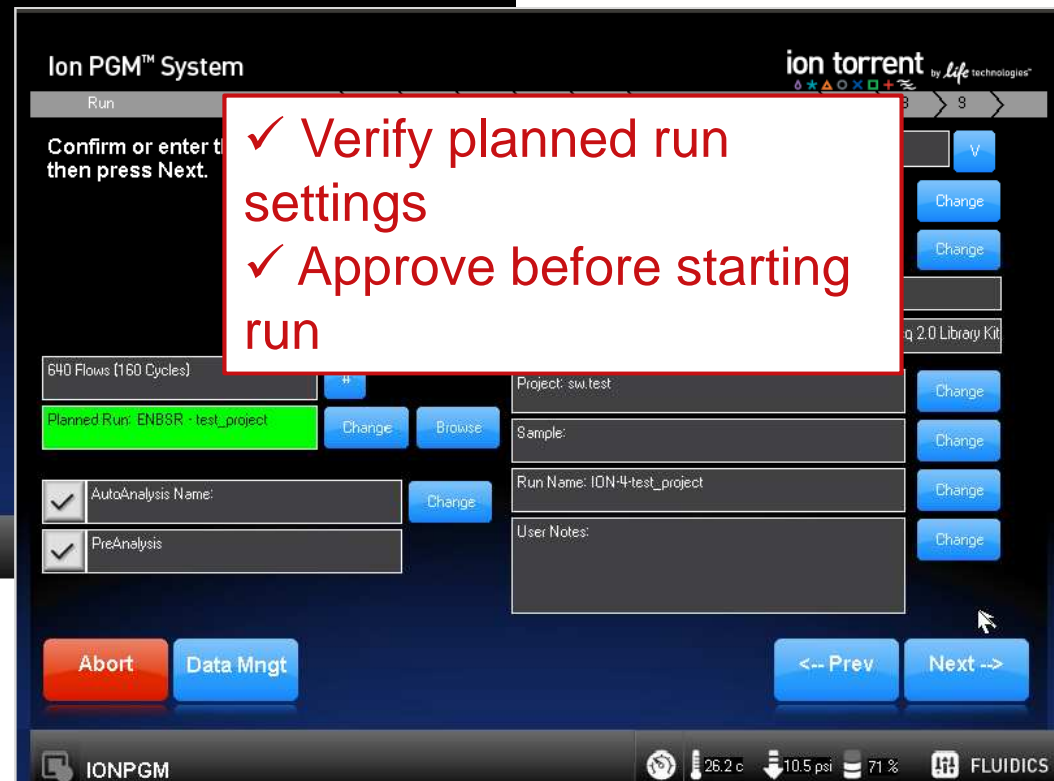 Ion PGM™ System
ion torrent by life technologies™
Run
9
Confirm or enter
then press Next.
✓ Verify planned run
settings
✓ Approve before starting
run
V
Change
Change
2.0 Library Kit
640 Flows (160 Cycles)
#
Project: sw.test
Change
Planned Run: ENBSR - test_project
Change
Browse
Sample:
Change
AutoAnalysis Name:
Change
Run Name: ION-4-test_project
Change
PreAnalysis
User Notes:
Change
Abort
Data Mngt
<-- Prev
Next -->
IONPGM
26.2 c
10.5 psi
71 %
FLUIDICS